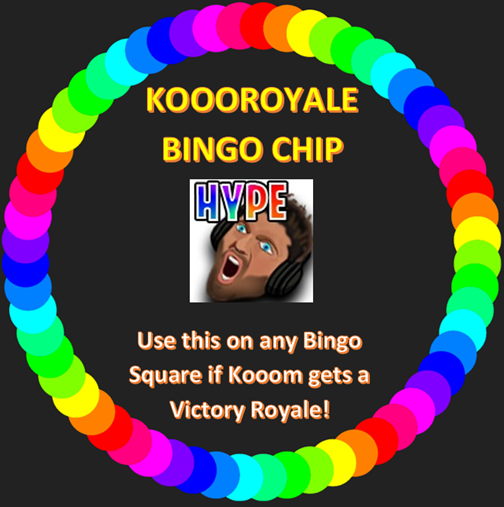 KOOOROYALE
BINGO CHIP
HYPE
Use this on any Bingo
Square if Kooom gets a
Victory Royale!